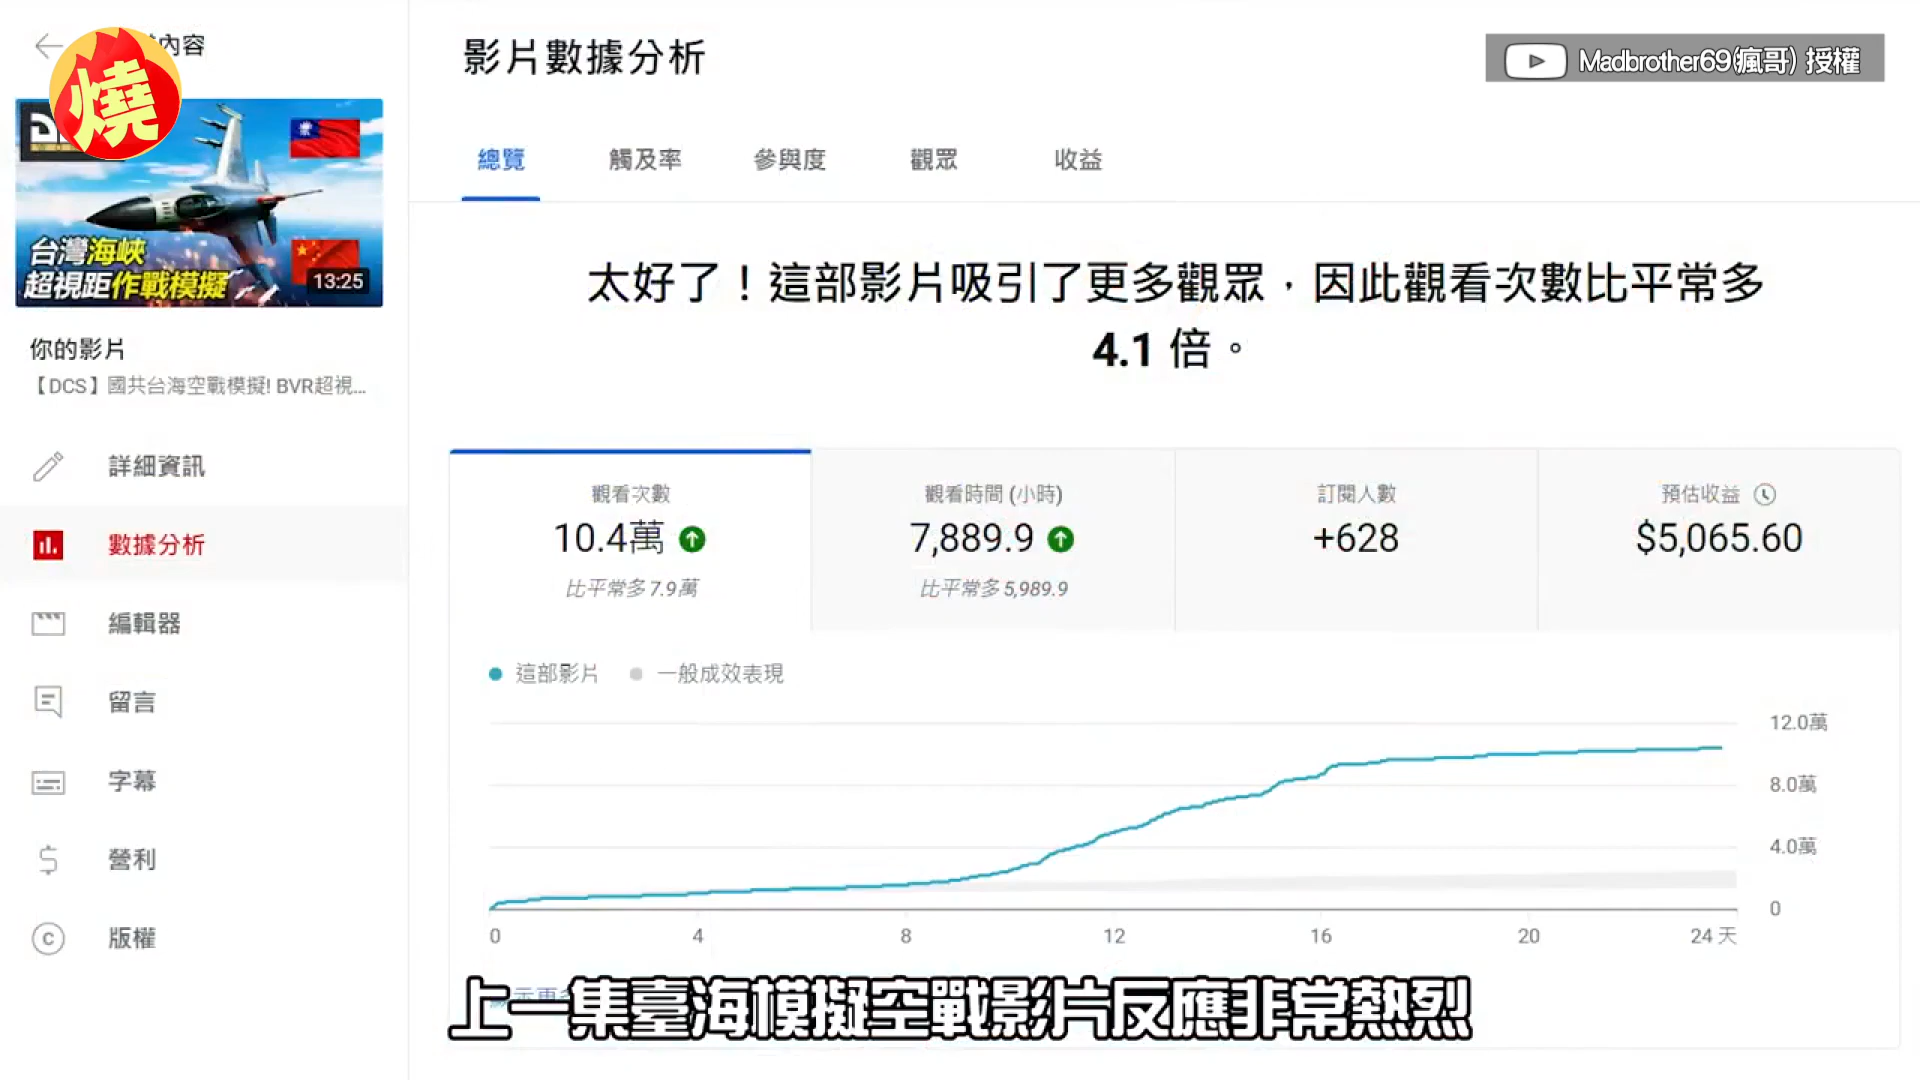 內容
燒
台灣海峽
超視距作戰模擬
13:25
你的影片
【DCS】國共台海空戰模擬! BVR超視...
詳細資訊
數據分析
編輯器
留言
字幕
營利
版權
影片數據分析
Madbrother69(瘋哥) 授權
總覽
觸及率
參與度
觀眾
收益
太好了！這部影片吸引了更多觀眾，因此觀看次數比平常多
4.1 倍。
觀看次數
10.4萬
比平常多 7.9萬
觀看時間 (小時)
7,889.9
比平常多 5,989.9
訂閱人數
+628
預估收益
$5,065.60
這部影片
一般成效表現
12.0萬
8.0萬
4.0萬
0
0
4
8
12
16
20
24 天
上一集臺海模擬空戰影片反應非常熱烈